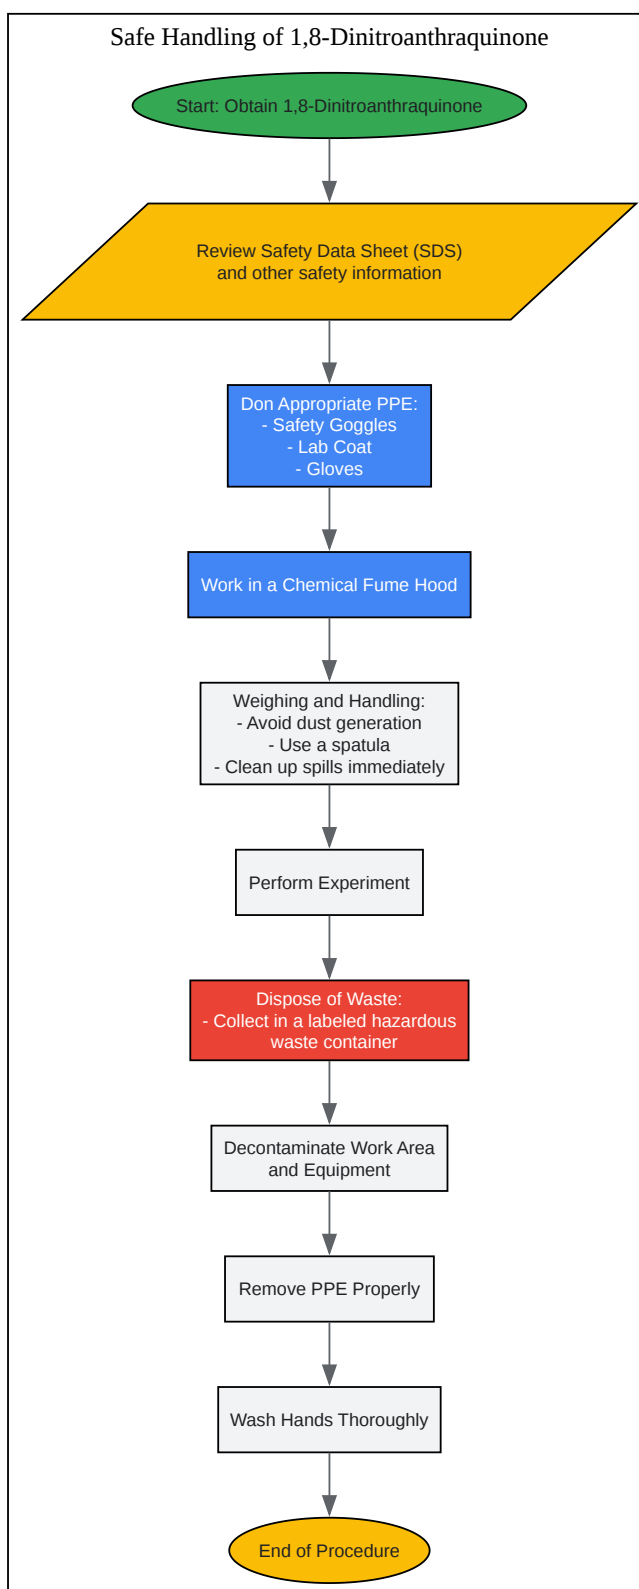 Safe Handling of 1,8-Dinitroanthraquinone
Start: Obtain 1,8-Dinitroanthraquinone
Review Safety Data Sheet (SDS)
and other safety information
Don Appropriate PPE:
- Safety Goggles
- Lab Coat
- Gloves
Work in a Chemical Fume Hood
Weighing and Handling:
- Avoid dust generation
- Use a spatula
- Clean up spills immediately
Perform Experiment
Dispose of Waste:
- Collect in a labeled hazardous
waste container
Decontaminate Work Area
and Equipment
Remove PPE Properly
Wash Hands Thoroughly
End of Procedure